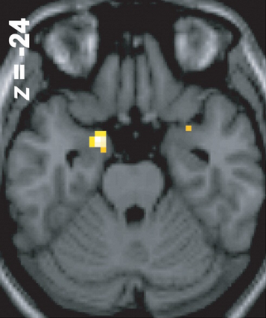 z = -24